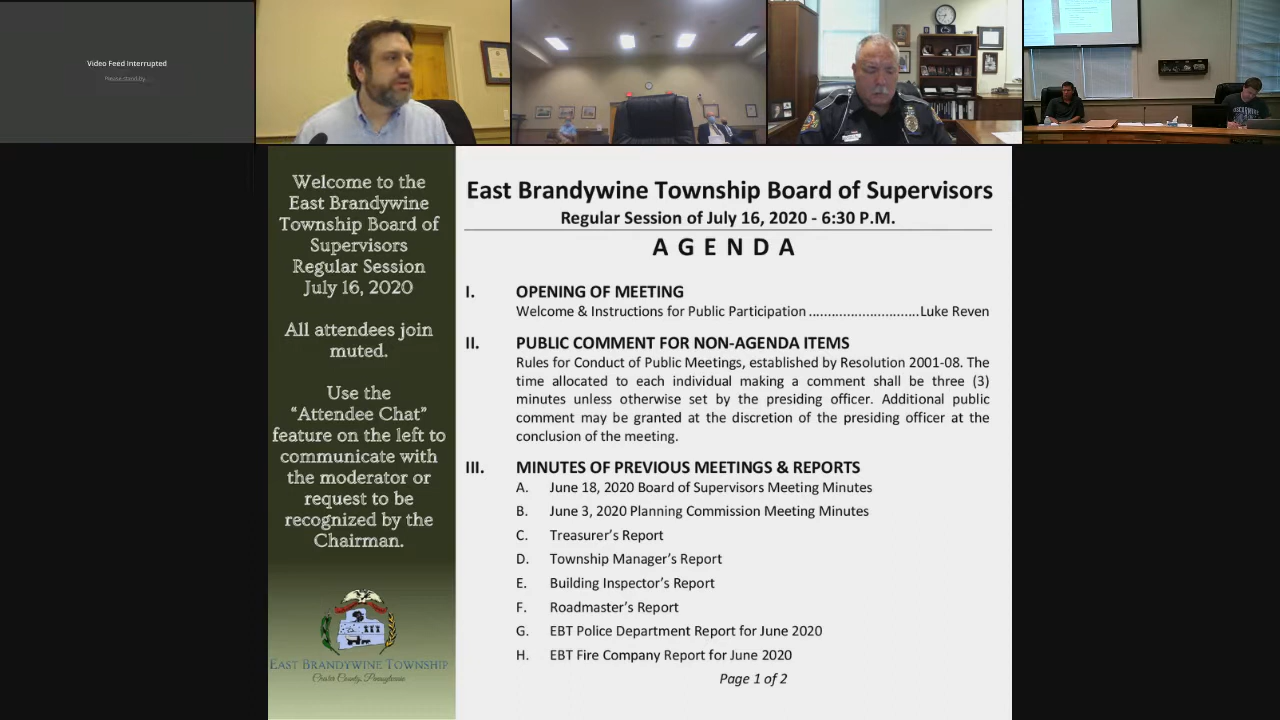 Video Feed Interrupted
Please stand by...
Welcome to the
East Brandywine
Township Board of
Supervisors
Regular Session
July 16, 2020
All attendees join
muted.
Use the
“Attendee Chat”
feature on the left to
communicate with
the moderator or
request to be
recognized by the
Chairman.
EAST BRANDYWINE TOWNSHIP
Chester County, Pennsylvania
East Brandywine Township Board of Supervisors
Regular Session of July 16, 2020 - 6:30 P.M.
A G E N D A
I. OPENING OF MEETING
Welcome & Instructions for Public Participation ............................Luke Reven
II. PUBLIC COMMENT FOR NON-AGENDA ITEMS
Rules for Conduct of Public Meetings, established by Resolution 2001-08. The
time allocated to each individual making a comment shall be three (3)
minutes unless otherwise set by the presiding officer. Additional public
comment may be granted at the discretion of the presiding officer at the
conclusion of the meeting.
III. MINUTES OF PREVIOUS MEETINGS & REPORTS
A. June 18, 2020 Board of Supervisors Meeting Minutes
B. June 3, 2020 Planning Commission Meeting Minutes
C. Treasurer’s Report
D. Township Manager’s Report
E. Building Inspector’s Report
F. Roadmaster’s Report
G. EBT Police Department Report for June 2020
H. EBT Fire Company Report for June 2020
Page 1 of 2